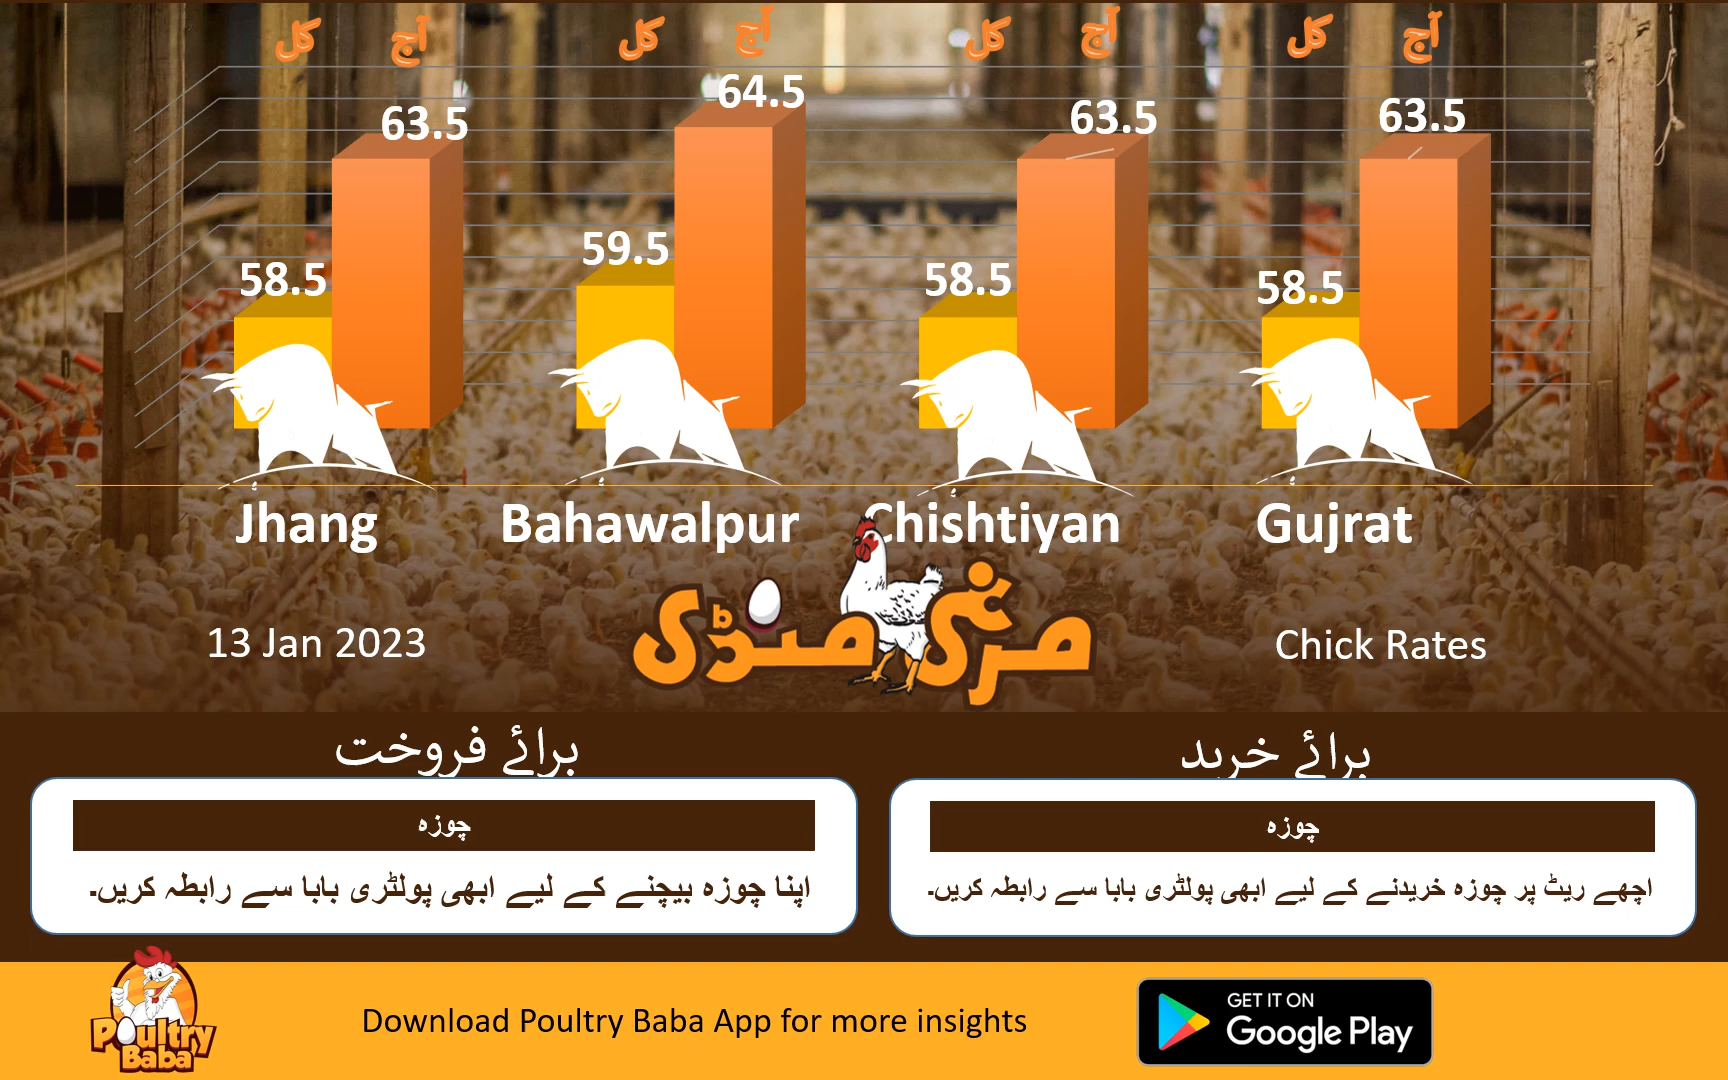 کل آج کل آج کل آج کل آج
58.5 63.5 59.5 64.5 58.5 63.5 58.5 63.5
Jhang Bahawalpur Chishtiyan Gujrat
13 Jan 2023
مرغی منڈی
Chick Rates
برائے فروخت
چوزہ
اپنا چوزہ بیچنے کے لیے ابھی پولٹری بابا سے رابطہ کریں۔
برائے خرید
چوزہ
اچھے ریٹ پر چوزہ خریدنے کے لیے ابھی پولٹری بابا سے رابطہ کریں۔
Poultry
Baba
Download Poultry Baba App for more insights
GET IT ON
Google Play